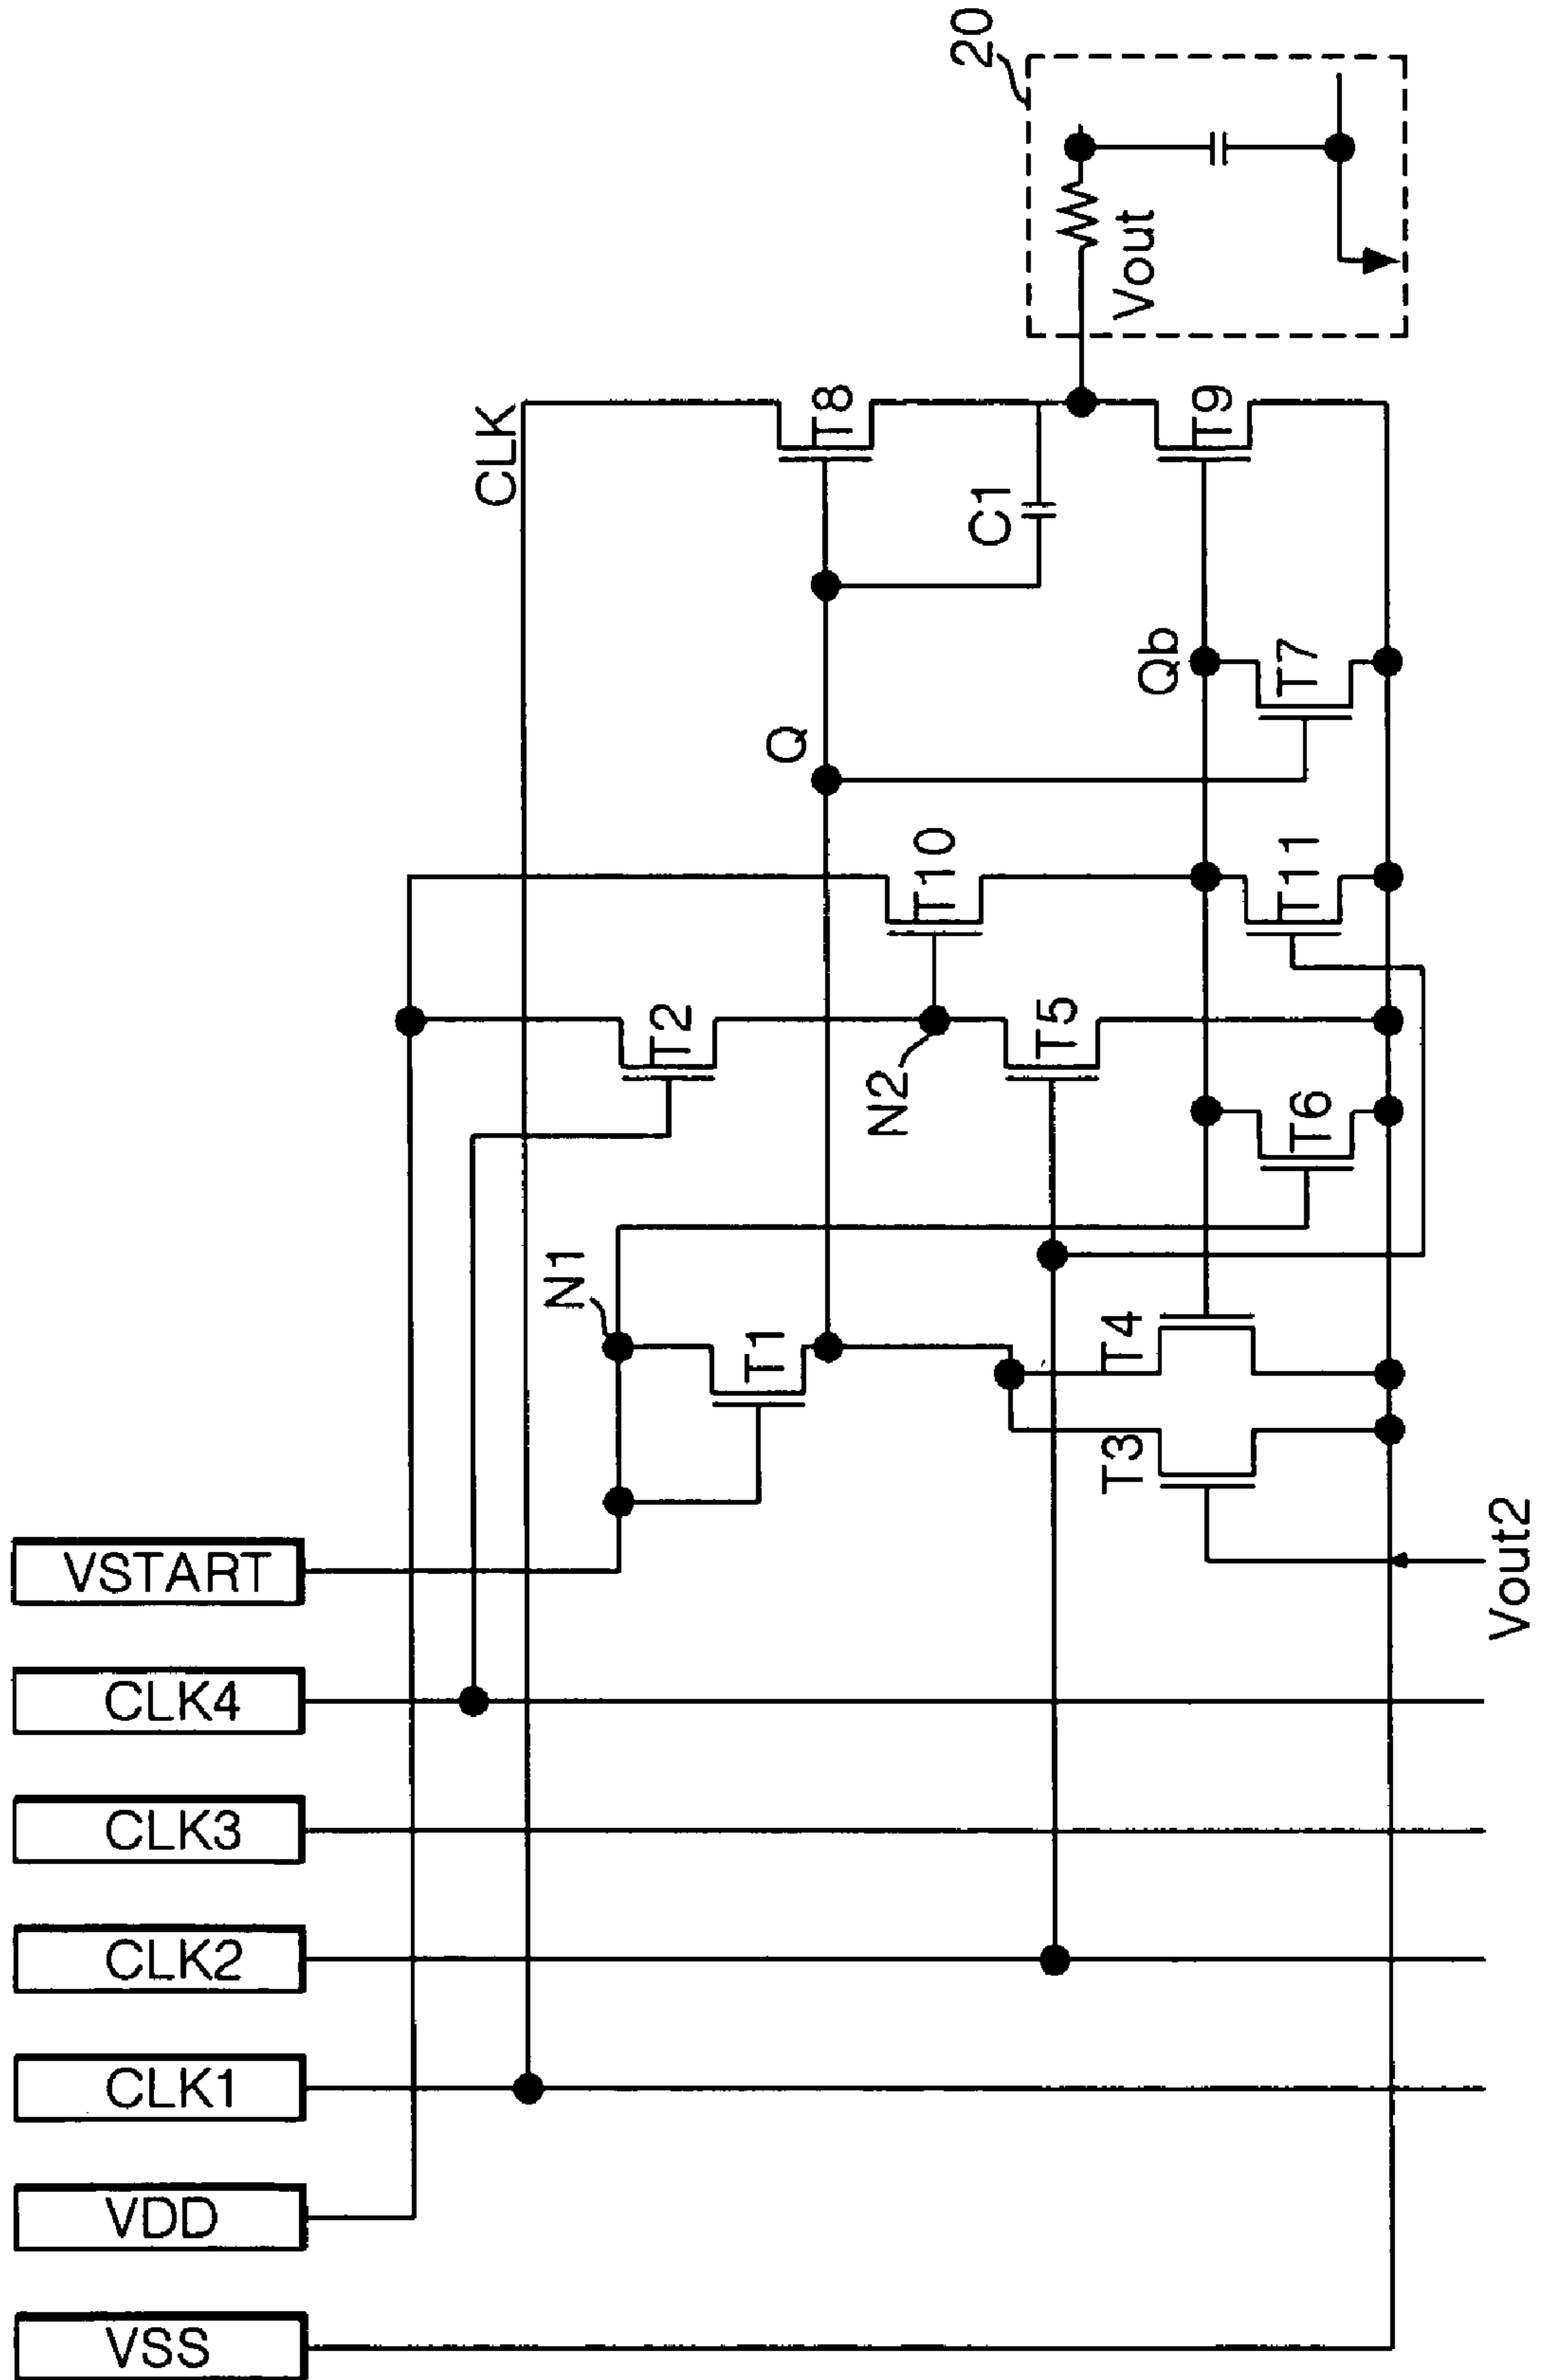 VSTART
CLK4
CLK3
CLK2
CLK1
VDD
VSS
20
Vout
CLK
T8
T9
C1
Q
Qb
T7
T10
T11
T2
N2
T5
T6
N1
T1
T4
T3
Vout2